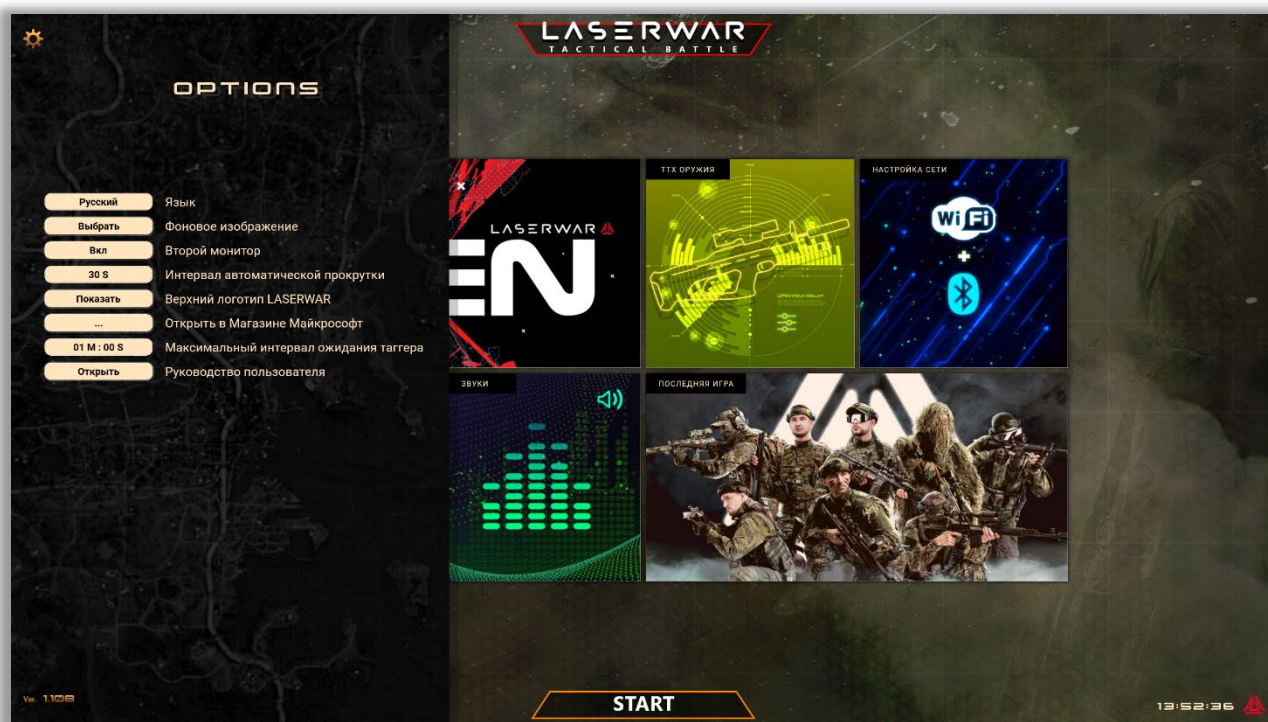 LASERWAR
TACTICAL BATTLE
OPTIONS
Русский Язык
Выбрать Фоновое изображение
Вкл Второй монитор
30 S Интервал автоматической прокрутки
Показать Верхний логотип LASERWAR
... Открыть в Магазине Майкрософт
01 M : 00 S Максимальный интервал ожидания таггера
Открыть Руководство пользователя
LASERWAR
EN
ТТХ ОРУЖИЯ
НАСТРОЙКА СЕТИ
Wi Fi
+
ЗВУКИ
ПОСЛЕДНЯЯ ИГРА
Ver. 1.108
START
13:52:36